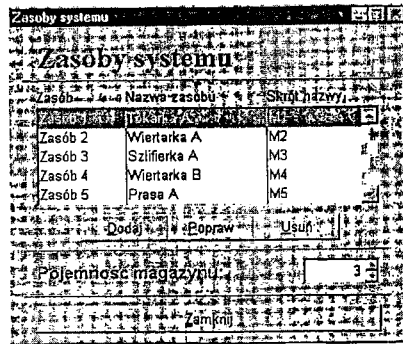 Zasoby systemu
Zasoby systemu
Zasób Nazwa zasobu Skrót nazwy
Zasób 2 Wiertarka A M2
Zasób 3 Szlifierka A M3
Zasób 4 Wiertarka B M4
Zasób 5 Prasa A M5
Dodaj Popraw Usuń
Pojemność magazynu 3
Zamknij